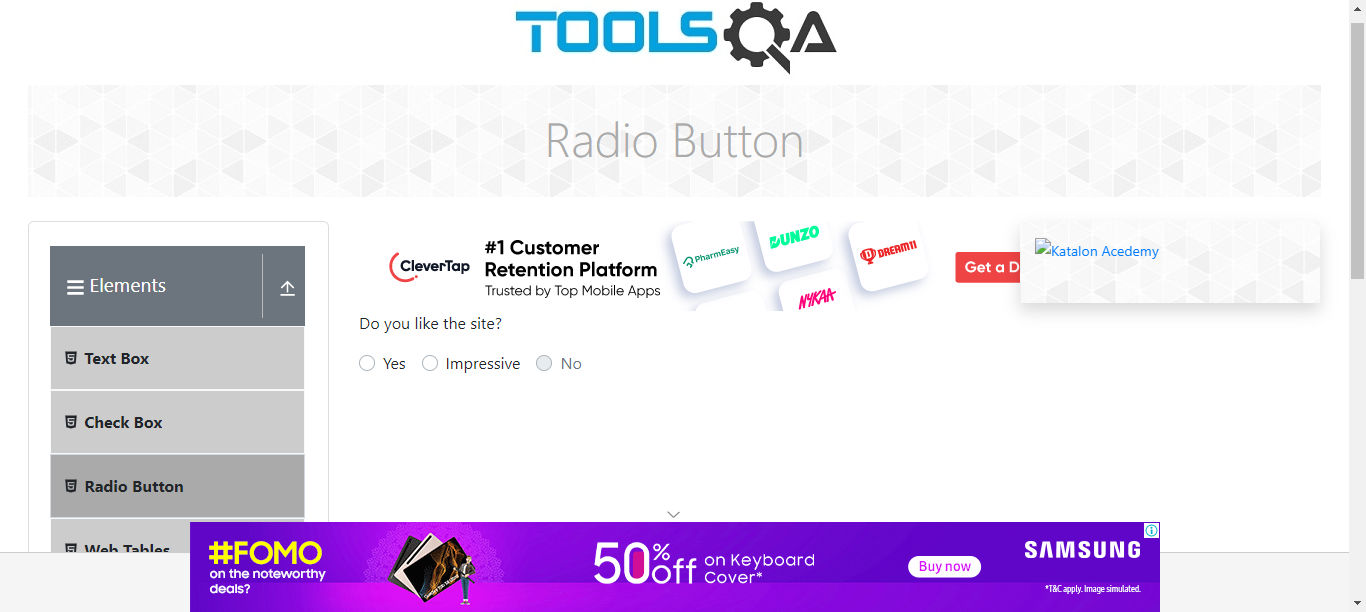 TOOLSQA
Radio Button
Elements
Text Box
Check Box
Radio Button
Web Tables
CleverTap
#1 Customer
Retention Platform
Trusted by Top Mobile Apps
PharmEasy
DUNZO
NYKAA
DREAM11
Get a D
Katalon Acedemy
Do you like the site?
Yes
Impressive
No
#FOMO
on the noteworthy
deals?
50% off
on Keyboard
Cover*
Buy now
SAMSUNG
*T&C apply. Image simulated.